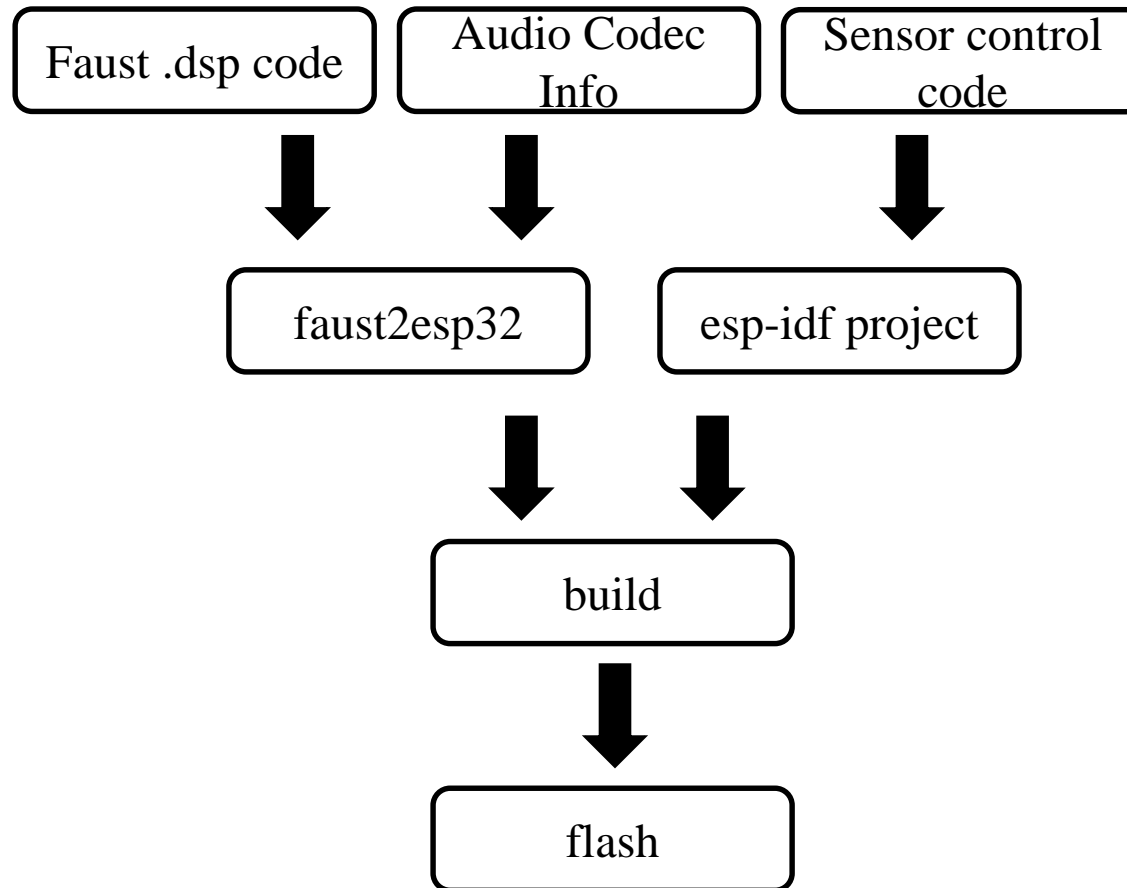 Faust .dsp code
Audio Codec
Info
Sensor control
code
faust2esp32
esp-idf project
build
flash